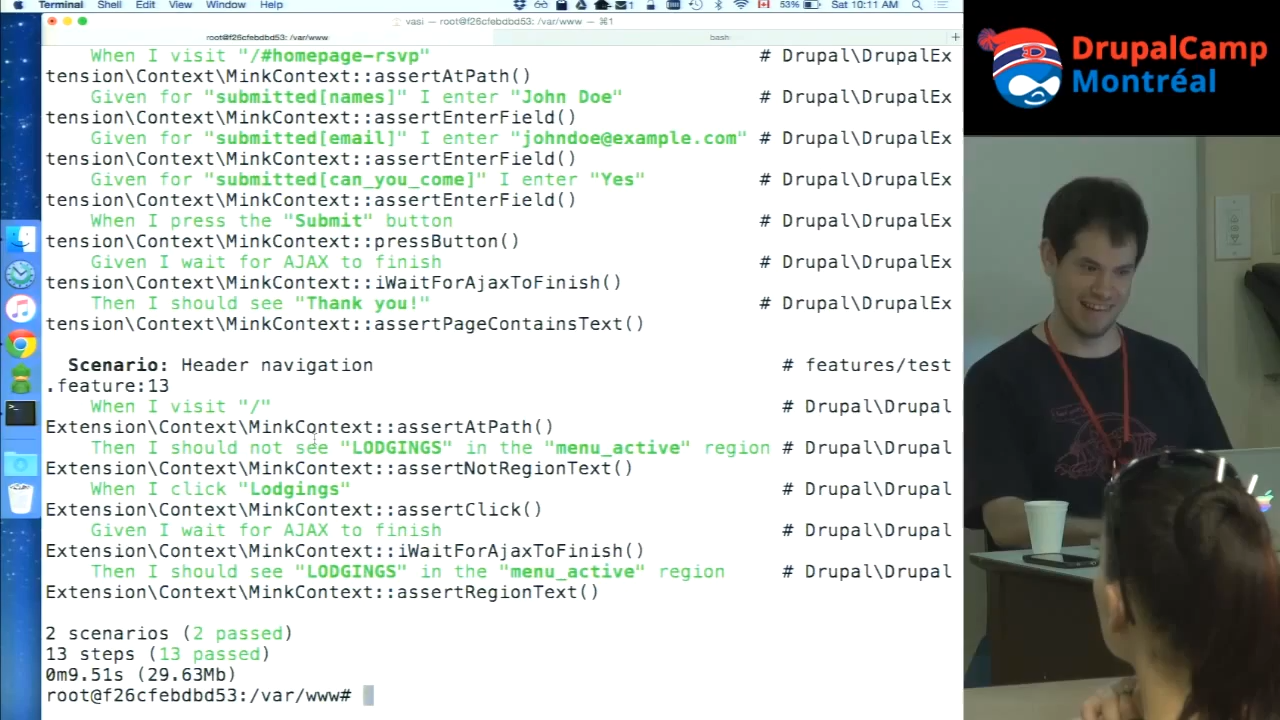 Terminal Shell Edit View Window Help
1 53% Sat 10:11 AM
vasi — root@f26cfebdbd53: /var/www — ⌘1
root@f26cfebdbd53: /var/www bash
When I visit "/#homepage-rsvp" # Drupal\DrupalEx
tension\Context\MinkContext::assertAtPath()
Given for "submitted[names]" I enter "John Doe" # Drupal\DrupalEx
tension\Context\MinkContext::assertEnterField()
Given for "submitted[email]" I enter "johndoe@example.com" # Drupal\DrupalEx
tension\Context\MinkContext::assertEnterField()
Given for "submitted[can_you_come]" I enter "Yes" # Drupal\DrupalEx
tension\Context\MinkContext::assertEnterField()
When I press the "Submit" button # Drupal\DrupalEx
tension\Context\MinkContext::pressButton()
Given I wait for AJAX to finish # Drupal\DrupalEx
tension\Context\MinkContext::iWaitForAjaxToFinish()
Then I should see "Thank you!" # Drupal\DrupalEx
tension\Context\MinkContext::assertPageContainsText()
Scenario: Header navigation # features/test
.feature:13
When I visit "/" # Drupal\Drupal
Extension\Context\MinkContext::assertAtPath()
Then I should not see "LODGINGS" in the "menu_active" region # Drupal\Drupal
Extension\Context\MinkContext::assertNotRegionText()
When I click "Lodgings" # Drupal\Drupal
Extension\Context\MinkContext::assertClick()
Given I wait for AJAX to finish # Drupal\Drupal
Extension\Context\MinkContext::iWaitForAjaxToFinish()
Then I should see "LODGINGS" in the "menu_active" region # Drupal\Drupal
Extension\Context\MinkContext::assertRegionText()
2 scenarios (2 passed)
13 steps (13 passed)
0m9.51s (29.63Mb)
root@f26cfebdbd53:/var/www#
DrupalCamp
Montréal